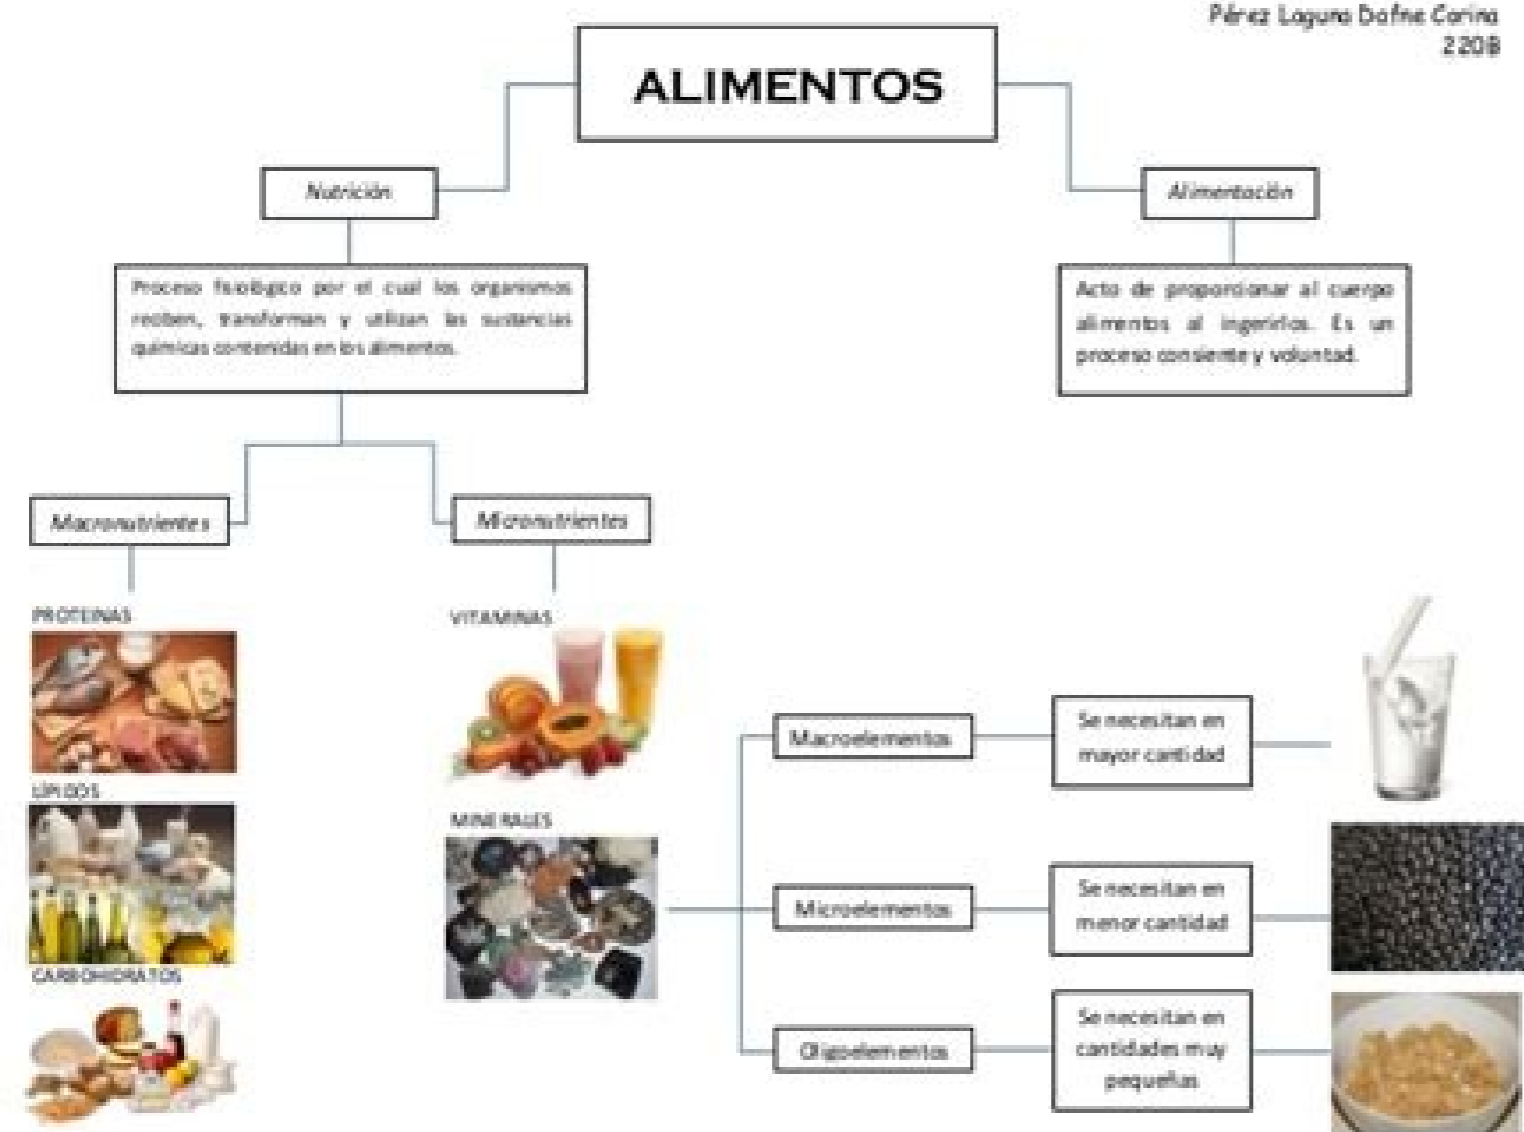 Pérez Laguna Dafne Carina
220B
ALIMENTOS
Nutrición
Alimentación
Proceso fisiológico por el cual los organismos
reciben, transforman y utilizan las sustancias
químicas contenidas en los alimentos.
Acto de proporcionar al cuerpo
alimentos al ingerirlos. Es un
proceso consiente y voluntad.
Macronutrientes
Micronutrientes
PROTEINAS
VITAMINAS
LÍPIDOS
Macroelementos
Se necesitan en
mayor cantidad
MINERALES
Microelementos
Se necesitan en
menor cantidad
CARBOHIDRATOS
Oligoelementos
Se necesitan en
cantidades muy
pequeñas